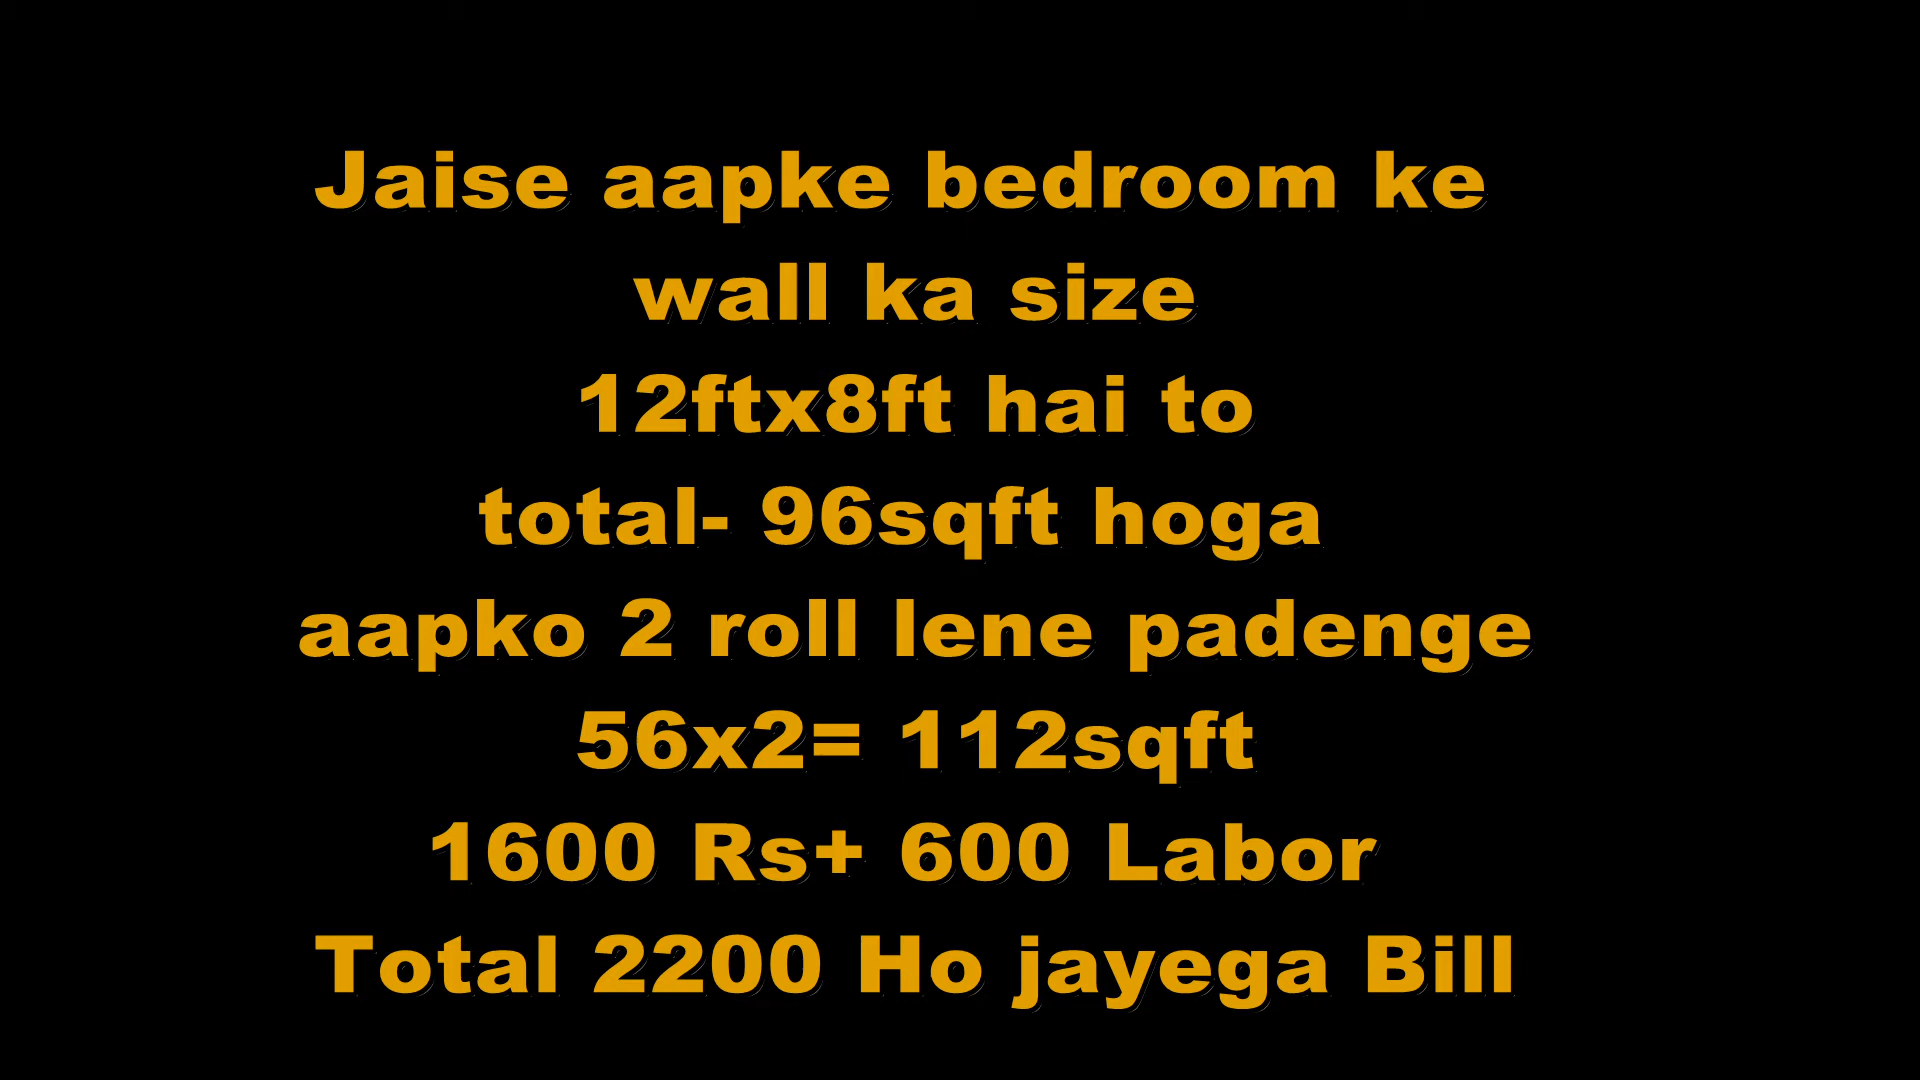 Jaise aapke bedroom ke
wall ka size
12ftx8ft hai to
total- 96sqft hoga
aapko 2 roll lene padenge
56x2= 112sqft
1600 Rs+ 600 Labor
Total 2200 Ho jayega Bill